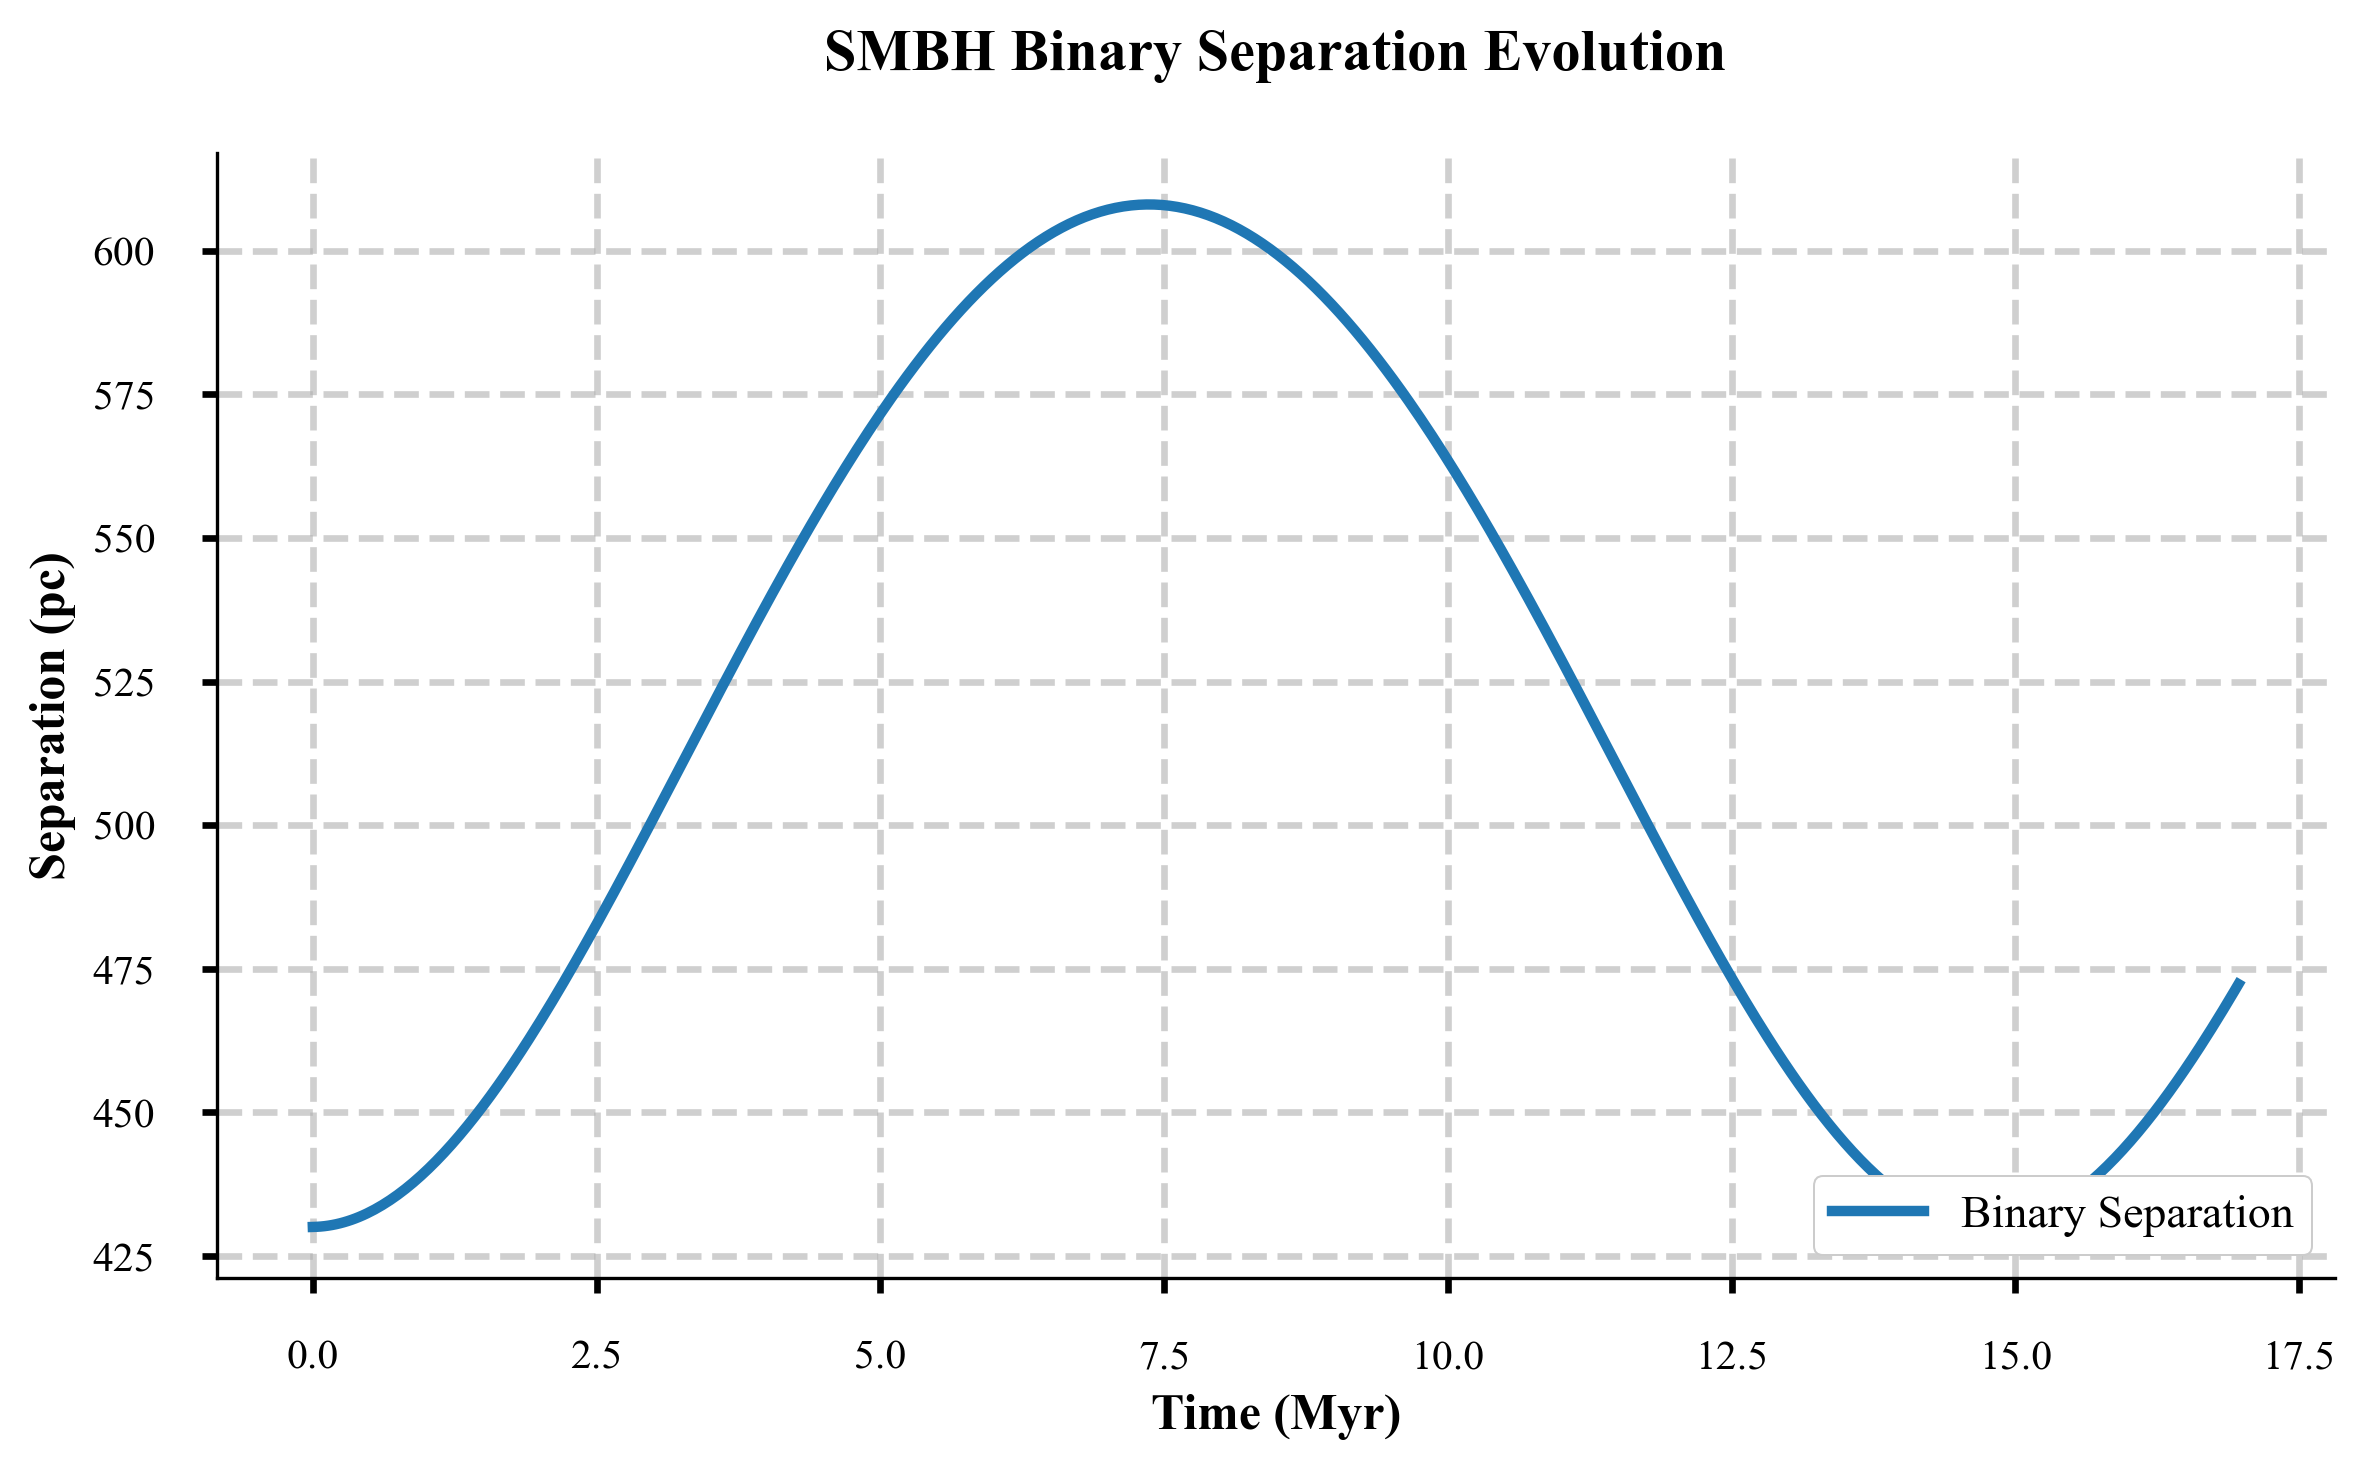 SMBH Binary Separation Evolution
Separation (pc)
600
575
550
525
500
475
450
425
Binary Separation
0.0 2.5 5.0 7.5 10.0 12.5 15.0 17.5
Time (Myr)